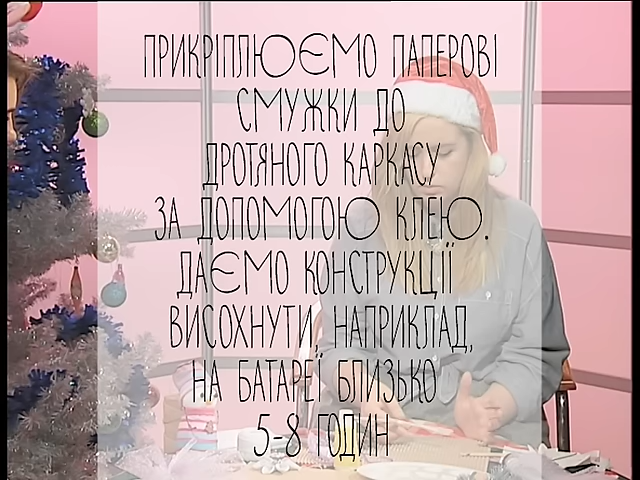 ПРИКРІПЛЮЄМО ПАПЕРОВІ
СМУЖКИ ДО
ДРОТЯНОГО КАРКАСУ
ЗА ДОПОМОГОЮ КЛЕЮ.
ДАЄМО КОНСТРУКЦІЇ
ВИСОХНУТИ, НАПРИКЛАД,
НА БАТАРЕЇ БЛИЗЬКО
5-8 ГОДИН